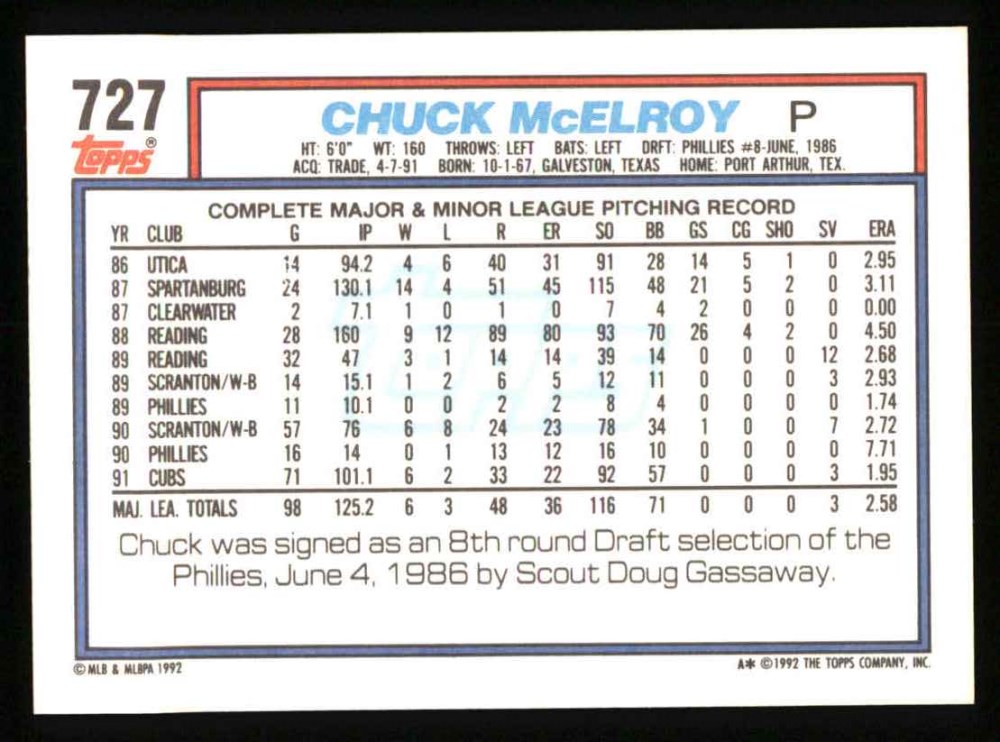 727
topps®
CHUCK McELROY P
HT: 6'0" WT: 160 THROWS: LEFT BATS: LEFT DRFT: PHILLIES #8-JUNE, 1986
ACQ: TRADE, 4-7-91 BORN: 10-1-67, GALVESTON, TEXAS HOME: PORT ARTHUR, TEX.
COMPLETE MAJOR & MINOR LEAGUE PITCHING RECORD
YR CLUB G IP W L R ER SO BB GS CG SHO SV ERA
86 UTICA 14 94.2 4 6 40 31 91 28 14 5 1 0 2.95
87 SPARTANBURG 24 130.1 14 4 51 45 115 48 21 5 2 0 3.11
87 CLEARWATER 2 7.1 1 0 1 0 7 4 2 0 0 0 0.00
88 READING 28 160 9 12 89 80 93 70 26 4 2 0 4.50
89 READING 32 47 3 1 14 14 39 14 0 0 0 12 2.68
89 SCRANTON/W-B 14 15.1 1 2 6 5 12 11 0 0 0 3 2.93
89 PHILLIES 11 10.1 0 0 2 2 8 4 0 0 0 0 1.74
90 SCRANTON/W-B 57 76 6 8 24 23 78 34 1 0 0 7 2.72
90 PHILLIES 16 14 0 1 13 12 16 10 0 0 0 0 7.71
91 CUBS 71 101.1 6 2 33 22 92 57 0 0 0 3 1.95
MAJ. LEA. TOTALS 98 125.2 6 3 48 36 116 71 0 0 0 3 2.58
Chuck was signed as an 8th round Draft selection of the
Phillies, June 4, 1986 by Scout Doug Gassaway.
© MLB & MLBPA 1992
A* ©1992 THE TOPPS COMPANY, INC.